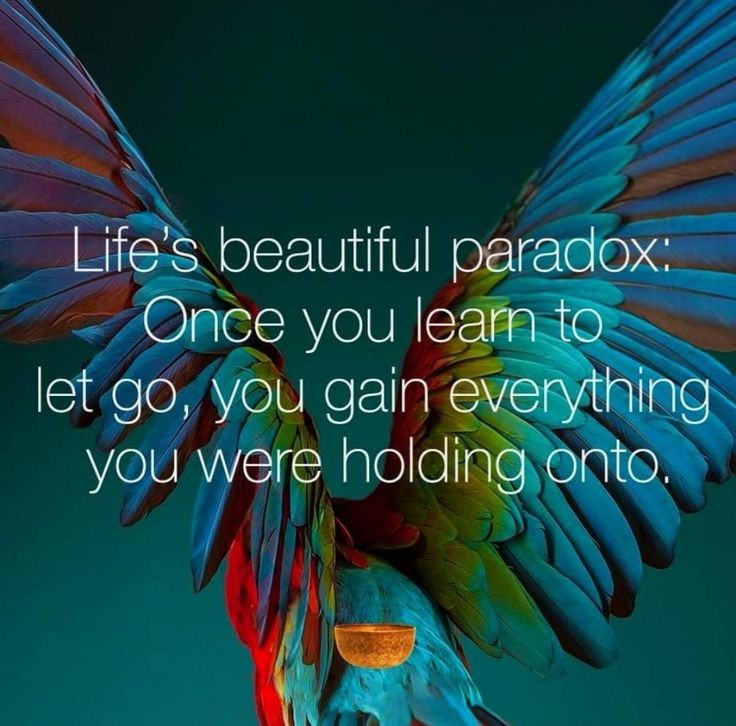 Life's beautiful paradox:
Once you learn to
let go, you gain everything
you were holding onto.